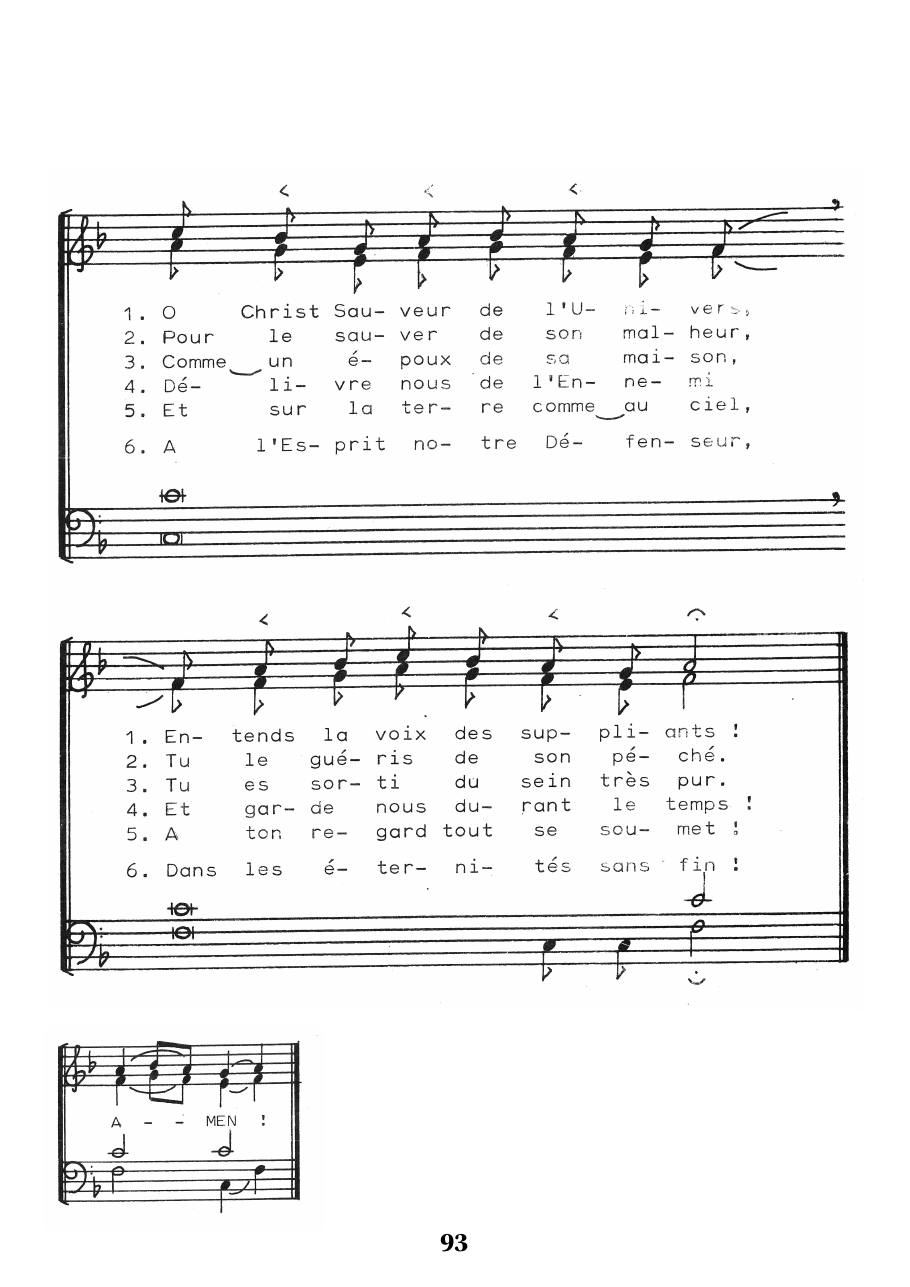 1. O Christ Sau- veur de l'U- ni- vers,
2. Pour le sau- ver de son mal- heur,
3. Comme un é- poux de sa mai- son,
4. Dé- li- vre nous de l'En- ne- mi
5. Et sur la ter- re comme au ciel,
6. A l'Es- prit no- tre Dé- fen- seur,
1. En- tends la voix des sup- pli- ants !
2. Tu le gué- ris de son pé- ché.
3. Tu es sor- ti du sein très pur.
4. Et gar- de nous du- rant le temps !
5. A ton re- gard tout se sou- met !
6. Dans les é- ter- ni- tés sans fin !
A - - MEN !
93